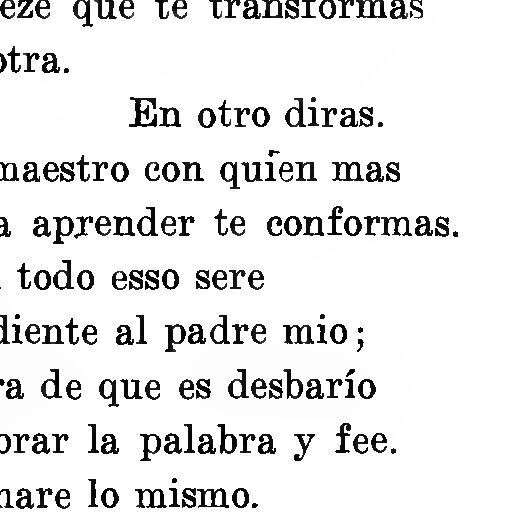 eze que te transformas
otra.
En otro diras.
maestro con quien mas
a aprender te conformas.
todo esso sere
diente al padre mio;
ra de que es desbarío
orar la palabra y fee.
nare lo mismo.